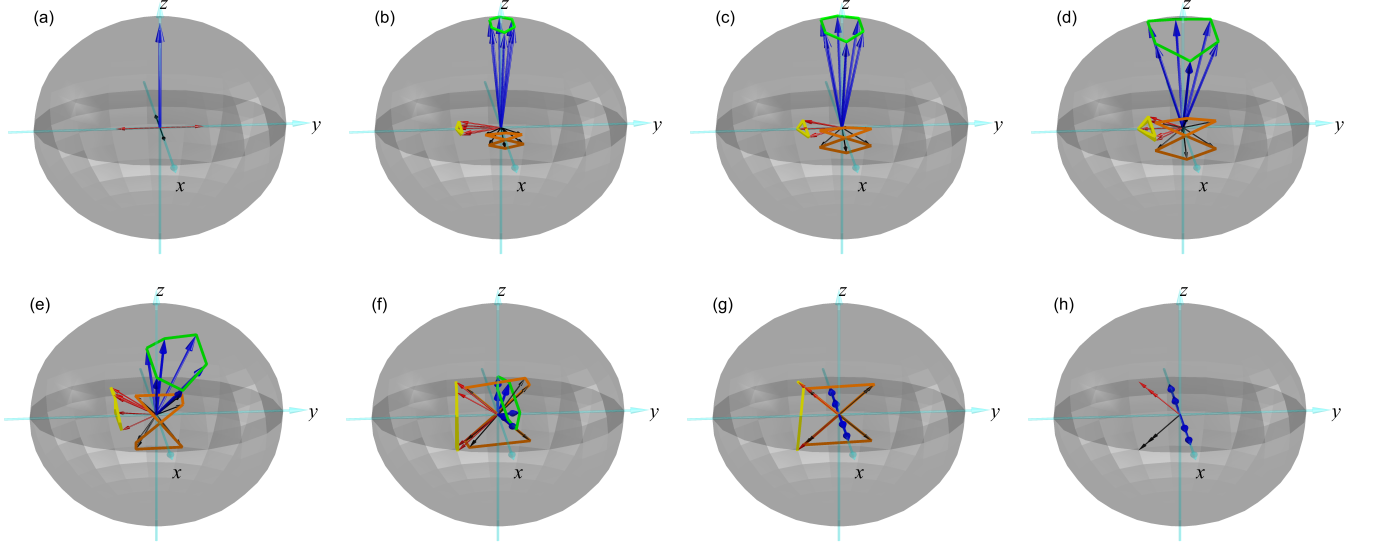 (a) z y x
(b) z y x
(c) z y x
(d) z y x
(e) z y x
(f) z y x
(g) z y x
(h) z y x